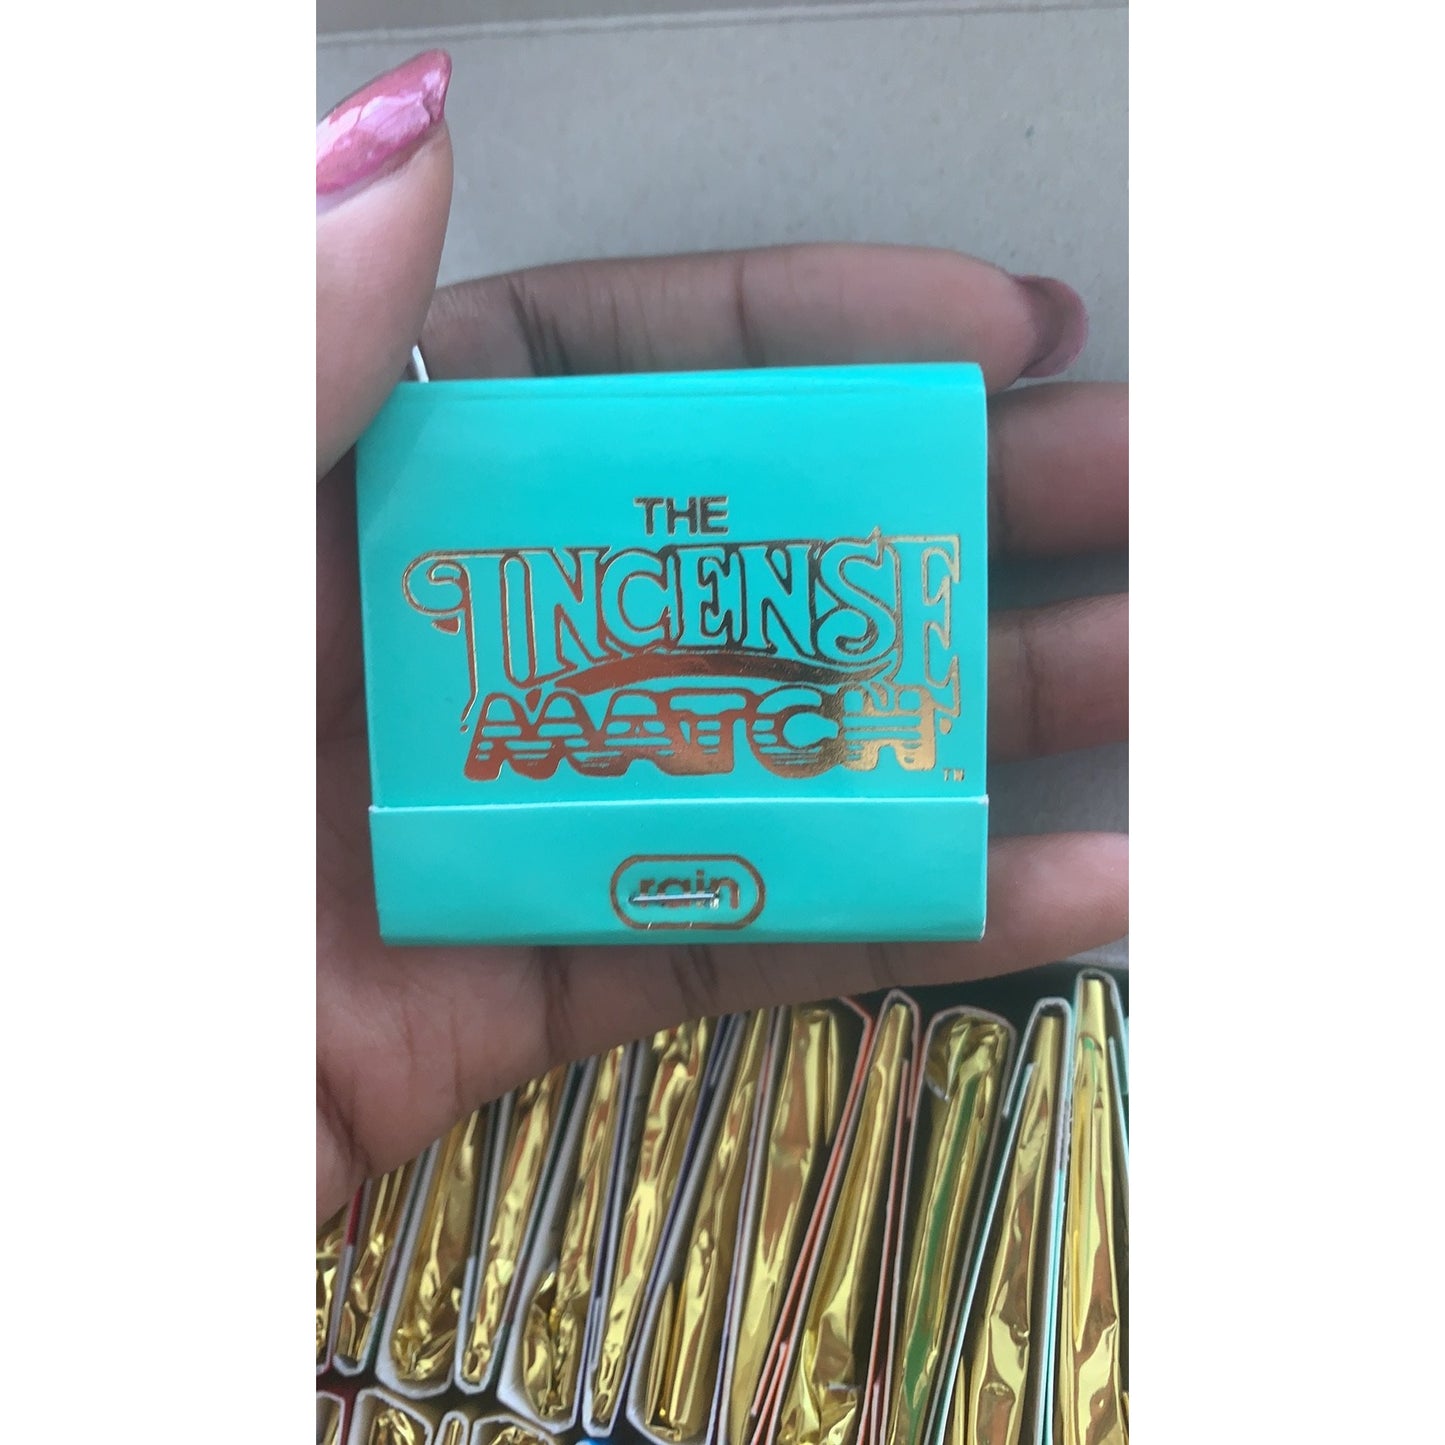 THE
INCENSE
MATCH
TM
rain